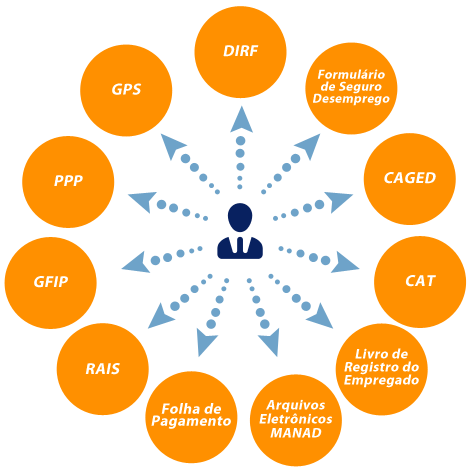 DIRF
Formulário
de Seguro
Desemprego
CAGED
CAT
Livro de
Registro do
Empregado
Arquivos
Eletrônicos
MANAD
Folha de
Pagamento
RAIS
GFIP
PPP
GPS